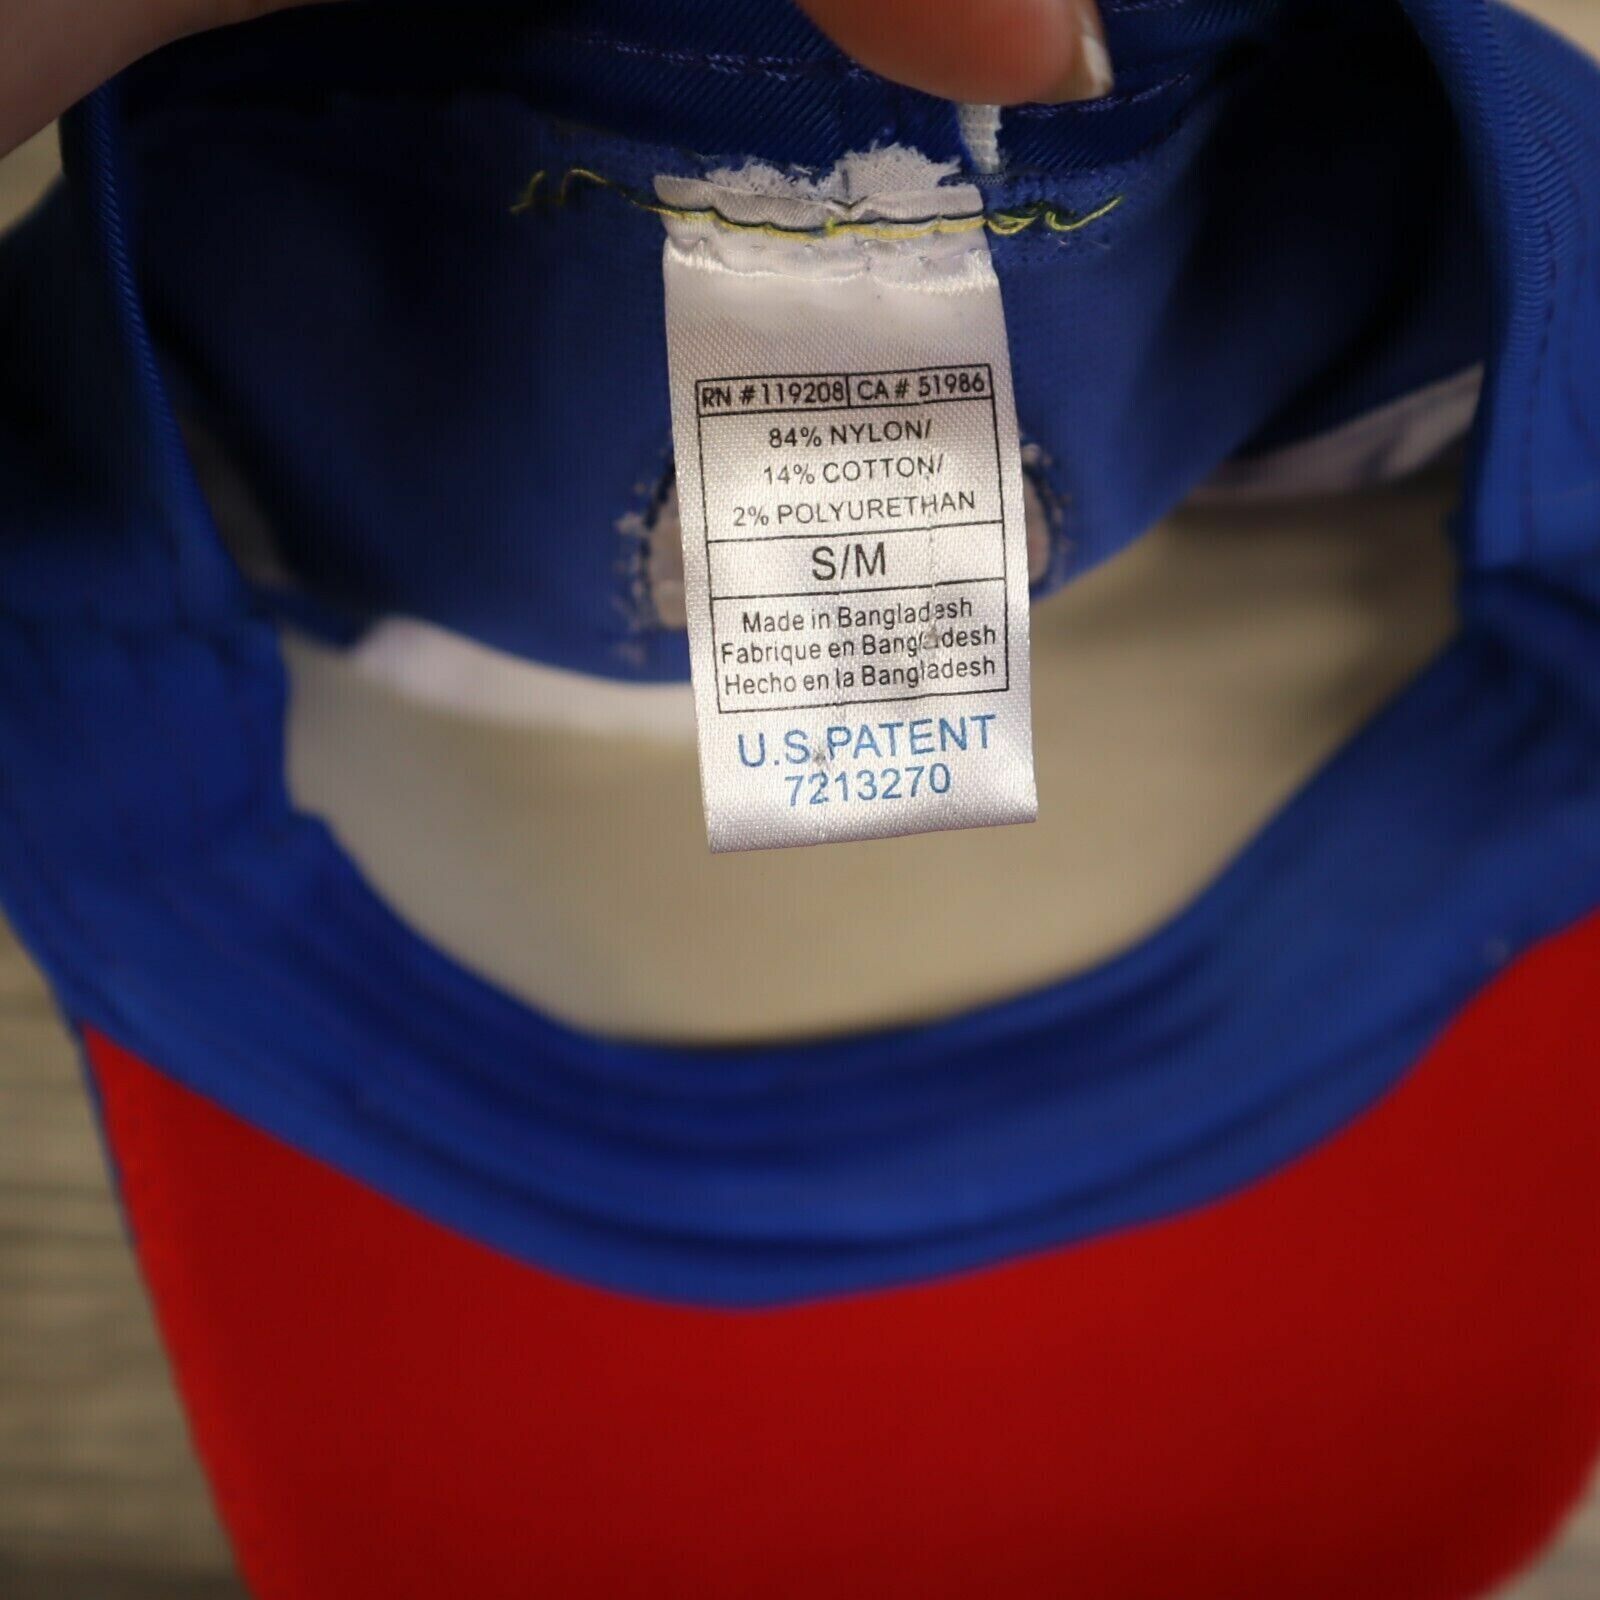 RN # 119208 CA # 51986
84% NYLON/
14% COTTON/
2% POLYURETHAN
S/M
Made in Bangladesh
Fabrique en Bangladesh
Hecho en la Bangladesh
U.S.PATENT
7213270